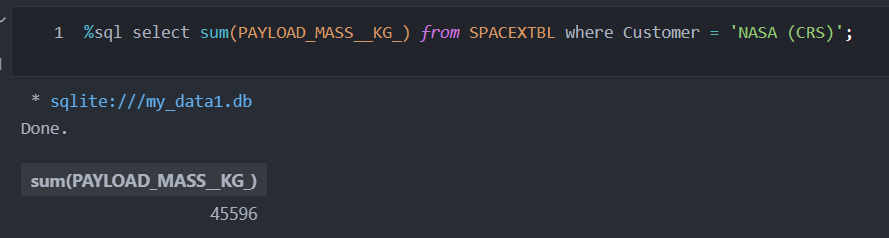 1 %sql select sum(PAYLOAD_MASS__KG_) from SPACEXTBL where Customer = 'NASA (CRS)';
* sqlite:///my_data1.db
Done.
sum(PAYLOAD_MASS__KG_)
45596